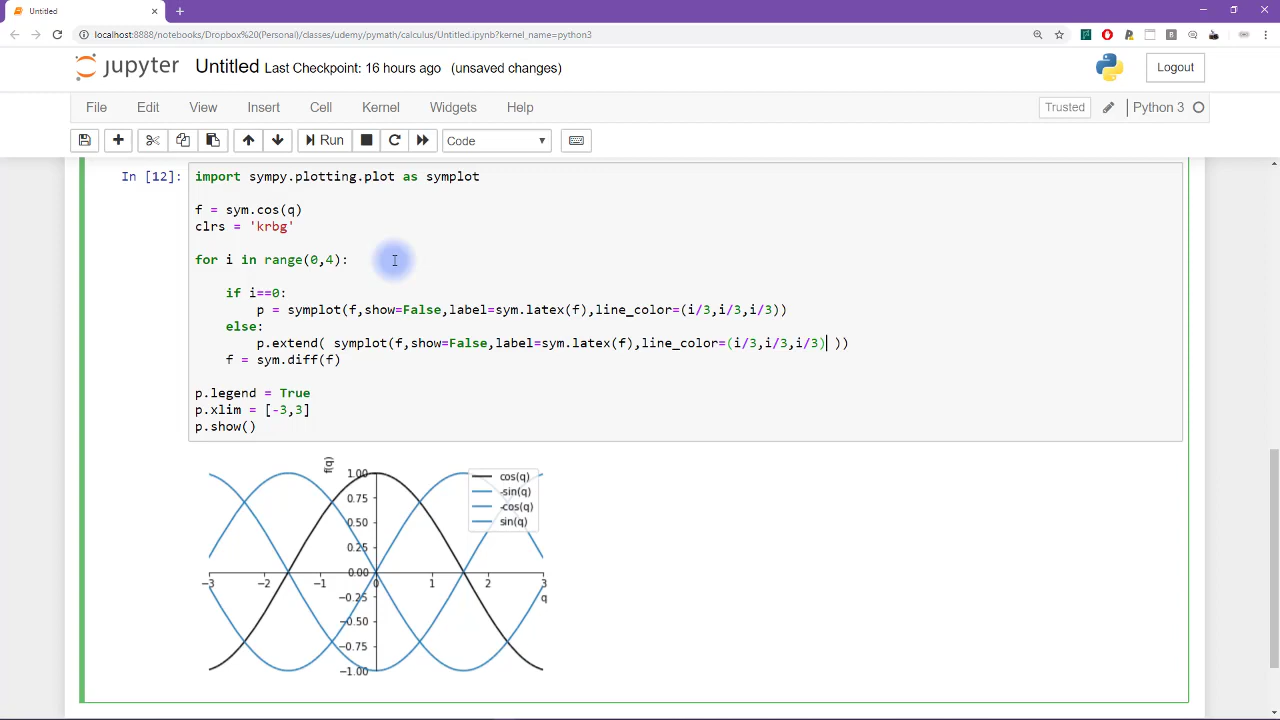 Untitled
localhost:8888/notebooks/Dropbox%20(Personal)/classes/udemy/pymath/calculus/Untitled.ipynb?kernel_name=python3
jupyter Untitled Last Checkpoint: 16 hours ago (unsaved changes) Logout
File Edit View Insert Cell Kernel Widgets Help Trusted Python 3
Run Code
In [12]: import sympy.plotting.plot as symplot
f = sym.cos(q)
clrs = 'krbg'
for i in range(0,4):
if i==0:
p = symplot(f,show=False,label=sym.latex(f),line_color=(i/3,i/3,i/3))
else:
p.extend( symplot(f,show=False,label=sym.latex(f),line_color=(i/3,i/3,i/3) ))
f = sym.diff(f)
p.legend = True
p.xlim = [-3,3]
p.show()
f(q)
1.00
0.75
0.50
0.25
0.00
−0.25
−0.50
−0.75
−1.00
−3 −2 −1 0 1 2 3
q
cos(q)
-sin(q)
-cos(q)
sin(q)